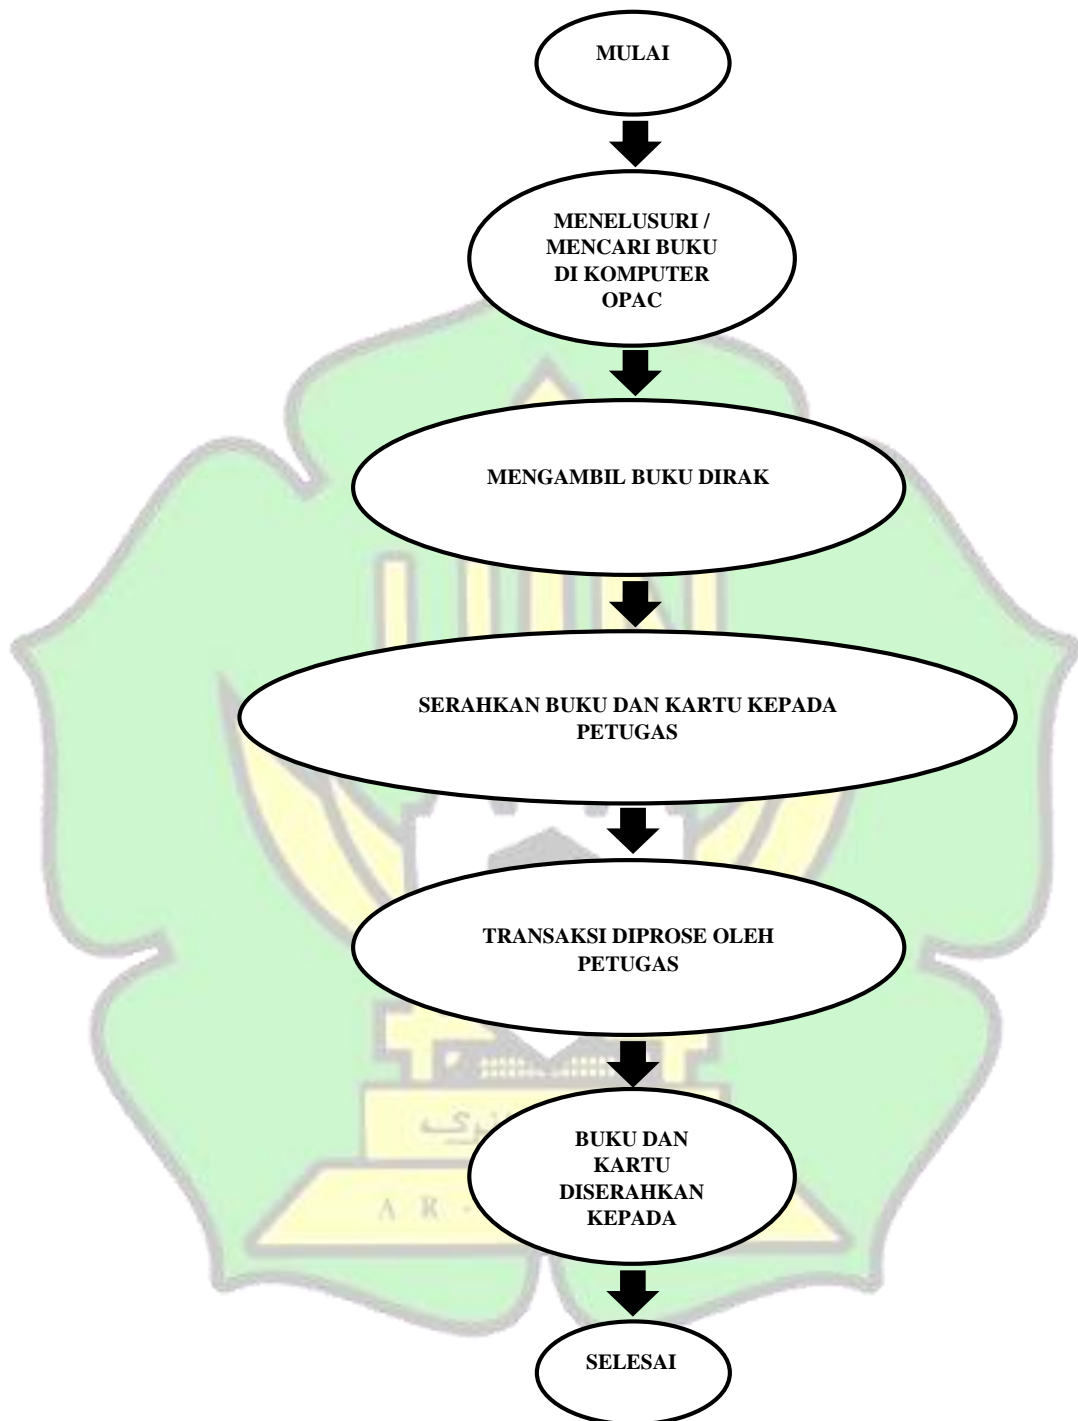 MULAI
MENELUSURI /
MENCARI BUKU
DI KOMPUTER
OPAC
MENGAMBIL BUKU DIRAK
SERAHKAN BUKU DAN KARTU KEPADA
PETUGAS
TRANSAKSI DIPROSE OLEH
PETUGAS
BUKU DAN
KARTU
DISERAHKAN
KEPADA
A R -
SELESAI